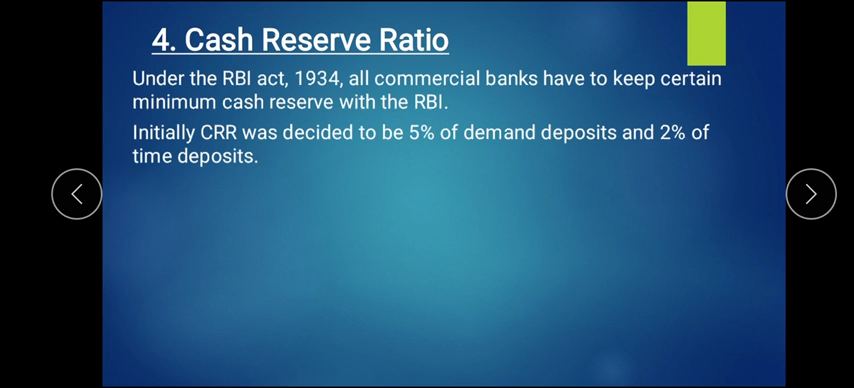 4. Cash Reserve Ratio
Under the RBI act, 1934, all commercial banks have to keep certain
minimum cash reserve with the RBI.
Initially CRR was decided to be 5% of demand deposits and 2% of
time deposits.